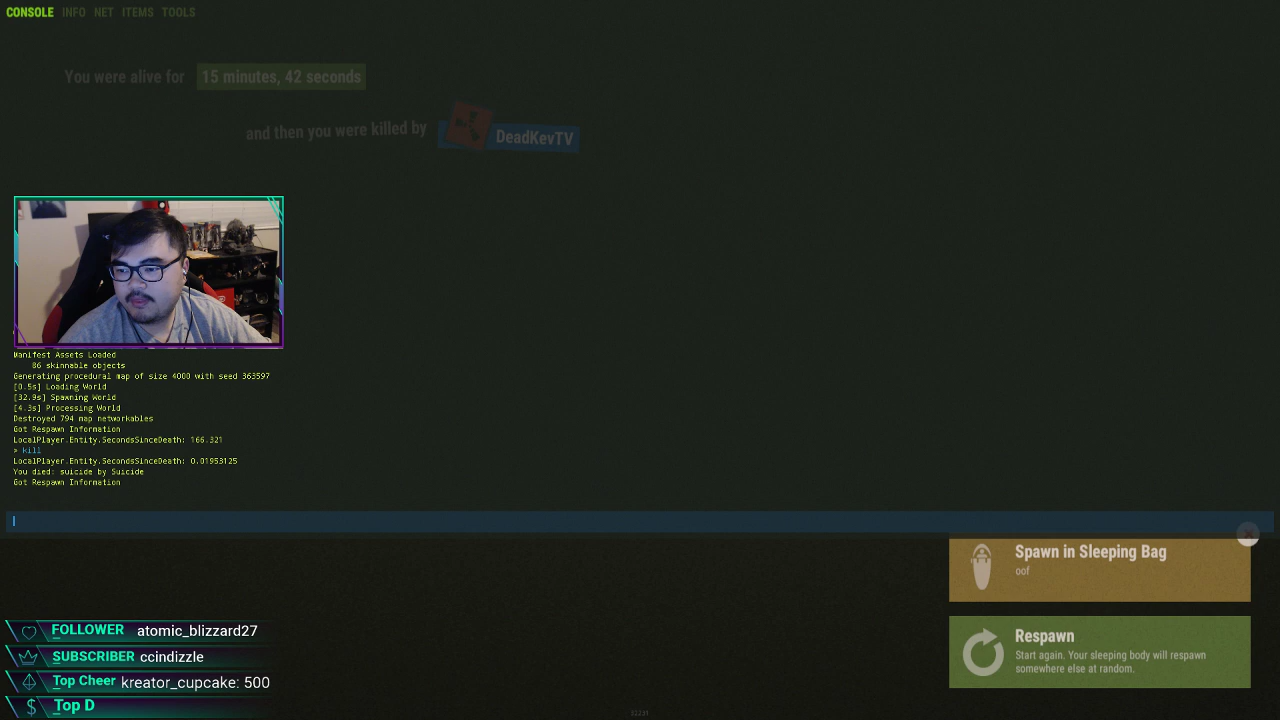 CONSOLE INFO NET ITEMS TOOLS
You were alive for 15 minutes, 42 seconds
and then you were killed by DeadKevTV
Manifest Assets Loaded
86 skinnable objects
Generating procedural map of size 4000 with seed 363597
[0.5s] Loading World
[32.9s] Spawning World
[4.3s] Processing World
Destroyed 794 map networkables
Got Respawn Information
LocalPlayer.Entity.SecondsSinceDeath: 166.321
> kill
LocalPlayer.Entity.SecondsSinceDeath: 0.01953125
You died: suicide by Suicide
Got Respawn Information
Spawn in Sleeping Bag
oof
Respawn
Start again. Your sleeping body will respawn
somewhere else at random.
FOLLOWER atomic_blizzard27
SUBSCRIBER ccindizzle
Top Cheer kreator_cupcake: 500
$ Top D